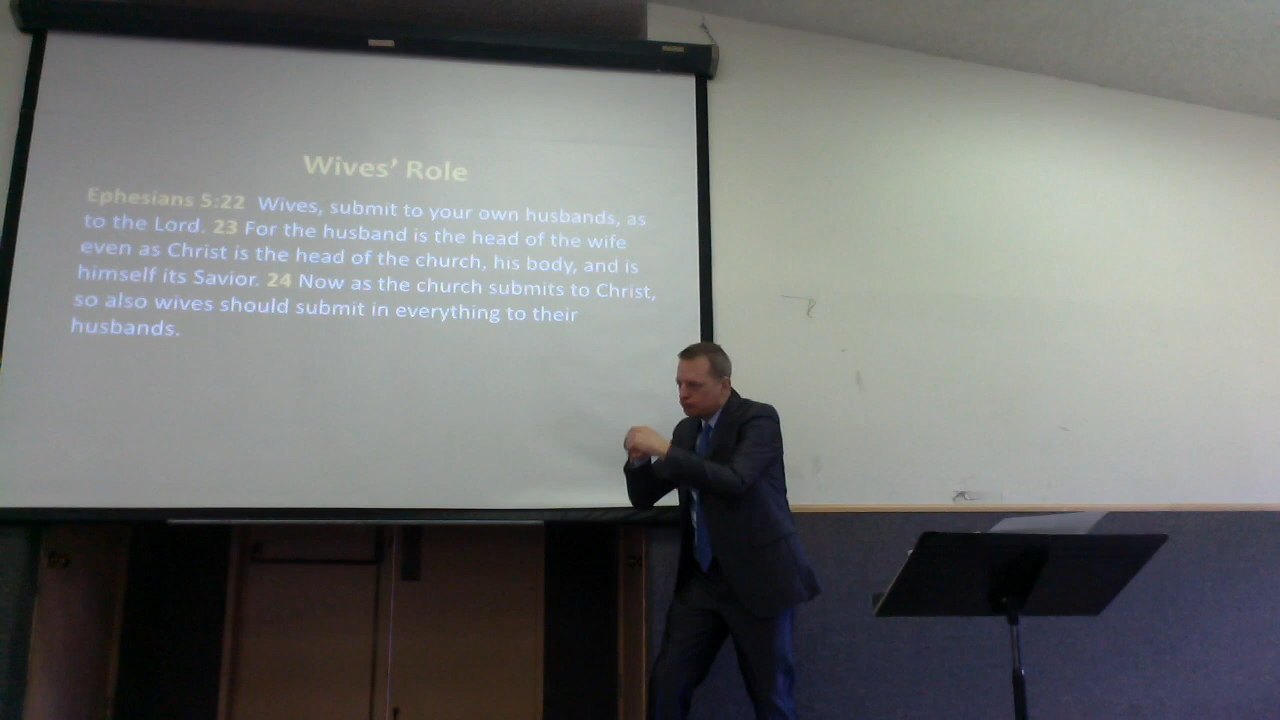 Wives' Role
Ephesians 5:22 Wives, submit to your own husbands, as
to the Lord. 23 For the husband is the head of the wife
even as Christ is the head of the church, his body, and is
himself its Savior. 24 Now as the church submits to Christ,
so also wives should submit in everything to their
husbands.